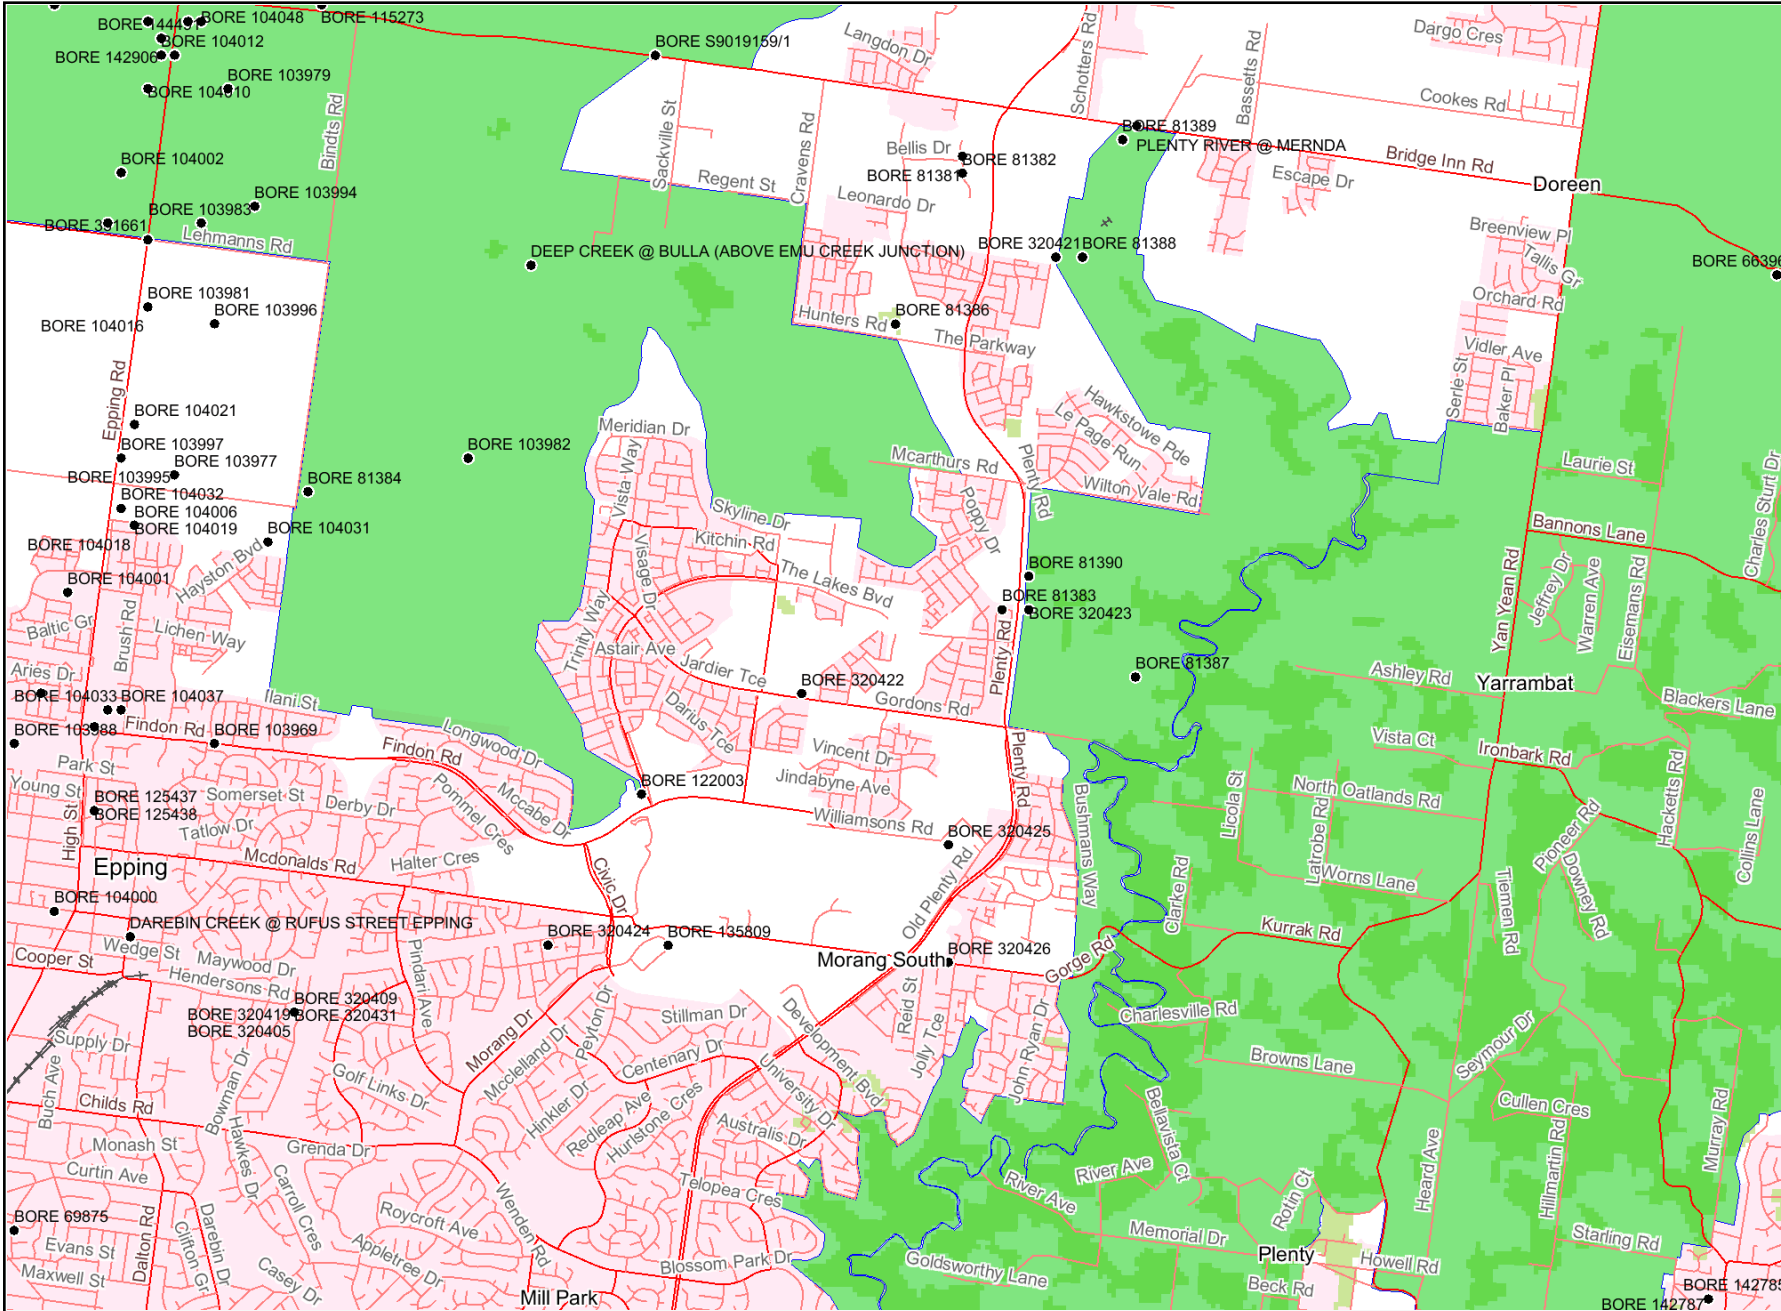 BORE 144491
BORE 104048
BORE 115273
BORE 104012
BORE 142906
BORE 103979
BORE 104010
BORE S9019159/1
Langdon Dr
Schotters Rd
Bassetts Rd
Dargo Cres
Cookes Rd
Bindts Rd
Sackville St
Cravens Rd
Bellis Dr
BORE 81382
BORE 81381
BORE 81389
PLENTY RIVER @ MERNDA
Bridge Inn Rd
Escape Dr
Doreen
BORE 104002
Regent St
Leonardo Dr
BORE 103994
BORE 103983
Lehmanns Rd
DEEP CREEK @ BULLA (ABOVE EMU CREEK JUNCTION)
BORE 320421
BORE 81388
Breenview Pl
Tallis Gr
BORE 66396
Orchard Rd
BORE 103981
BORE 103996
BORE 104016
BORE 81386
Hunters Rd
The Parkway
Vidler Ave
Serle St
Baker Pl
Epping Rd
BORE 104021
BORE 103997
BORE 103977
BORE 103995
BORE 104032
BORE 104006
BORE 104019
BORE 104018
BORE 81384
BORE 104031
BORE 103982
Meridian Dr
Vista Way
Skyline Dr
Kitchin Rd
Visage Dr
The Lakes Bvd
Mcarthurs Rd
Poppy Dr
Plenty Rd
Hawkstowe Pde
Le Page Run
Wilton Vale Rd
Laurie St
Charles Sturt Dr
Bannons Lane
Yan Yean Rd
Jeffrey Dr
Warren Ave
Eisemans Rd
BORE 104001
Hayston Bvd
Baltic Gr
Brush Rd
Lichen Way
Aries Dr
BORE 104033
BORE 104037
Ilani St
BORE 103988
Findon Rd
BORE 103969
Trinity Way
Astair Ave
Jardier Tce
Darius Tce
BORE 320422
Gordons Rd
BORE 81390
BORE 81383
BORE 320423
Plenty Rd
BORE 81387
Ashley Rd
Yarrambat
Blackers Lane
Vista Ct
Ironbark Rd
Park St
Young St
BORE 125437
BORE 125438
Somerset St
Derby Dr
Tatlow Dr
Findon Rd
Longwood Dr
Pommel Cres
Mccabe Dr
BORE 122003
Vincent Dr
Jindabyne Ave
Williamsons Rd
BORE 320425
Plenty Rd
Bushmans Way
Licola St
North Oatlands Rd
Latrobe Rd
Worns Lane
Hacketts Rd
Collins Lane
Pioneer Rd
Downey Rd
High St
Epping
Mcdonalds Rd
Halter Cres
Civic Dr
Old Plenty Rd
Clarke Rd
Kurrak Rd
Tiemen Rd
BORE 104000
DAREBIN CREEK @ RUFUS STREET EPPING
Wedge St
Cooper St
Maywood Dr
Hendersons Rd
Pindari Ave
BORE 320424
BORE 135809
Morang South
BORE 320426
Gorge Rd
BORE 320409
BORE 320419
BORE 320431
BORE 320405
Supply Dr
Bush Ave
Bowman Dr
Golf Links Dr
Morang Dr
Mcclelland Dr
Peyton Dr
Stillman Dr
Centenary Dr
Development Bvd
University Dr
Reid St
Jolly Tce
John Ryan Dr
Charlesville Rd
Browns Lane
Seymour Dr
Cullen Cres
Childs Rd
Monash St
Curtin Ave
Hawkes Dr
Grenda Dr
Hinkler Dr
Redleap Ave
Hurlstone Cres
Australis Dr
Telopea Cres
Bellavista Ct
River Ave
River Ave
Heard Ave
Hillmartin Rd
Murray Rd
BORE 69875
Evans St
Maxwell St
Dalton Rd
Clifton Gr
Darebin Dr
Carroll Cres
Casey Dr
Roycroft Ave
Appletree Dr
Wenden Rd
Mill Park
Blossom Park Dr
Goldsworthy Lane
Memorial Dr
Rotin Ct
Plenty
Beck Rd
Howell Rd
Starling Rd
BORE 142785
BORE 142787